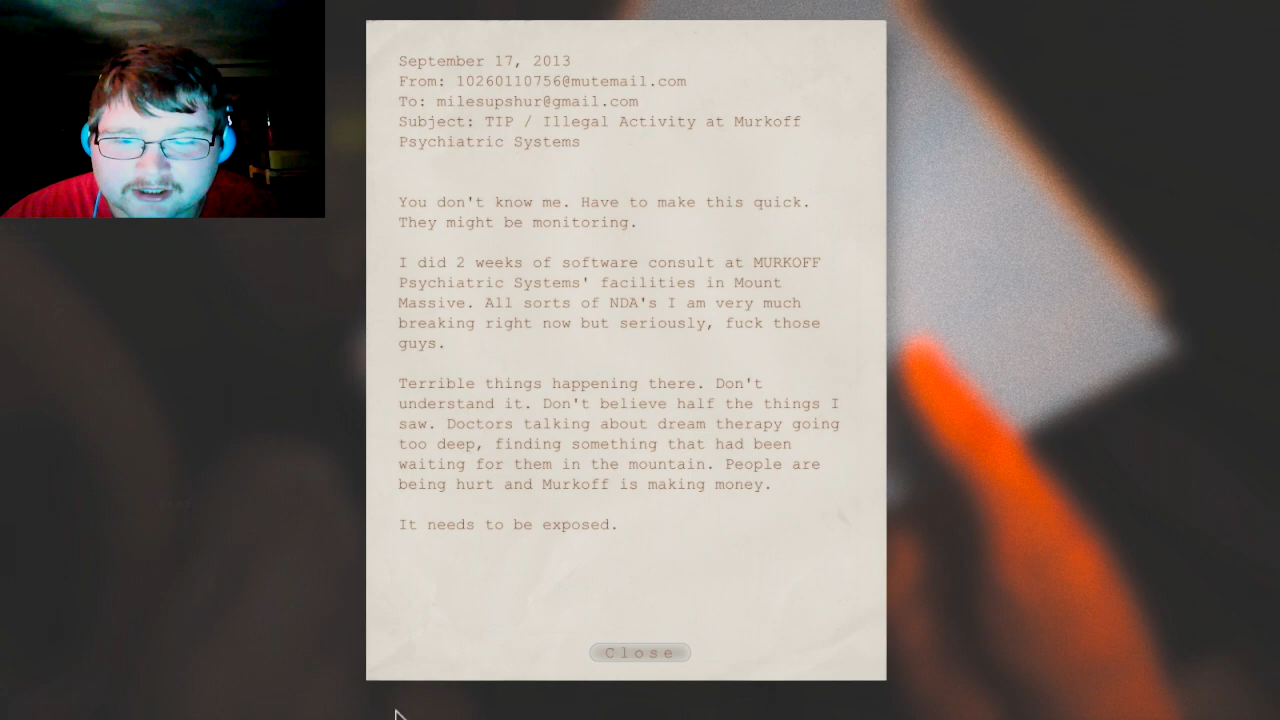 September 17, 2013
From: 10260110756@mutemail.com
To: milesupshur@gmail.com
Subject: TIP / Illegal Activity at Murkoff
Psychiatric Systems
You don't know me. Have to make this quick.
They might be monitoring.
I did 2 weeks of software consult at MURKOFF
Psychiatric Systems' facilities in Mount
Massive. All sorts of NDA's I am very much
breaking right now but seriously, fuck those
guys.
Terrible things happening there. Don't
understand it. Don't believe half the things I
saw. Doctors talking about dream therapy going
too deep, finding something that had been
waiting for them in the mountain. People are
being hurt and Murkoff is making money.
It needs to be exposed.
Close